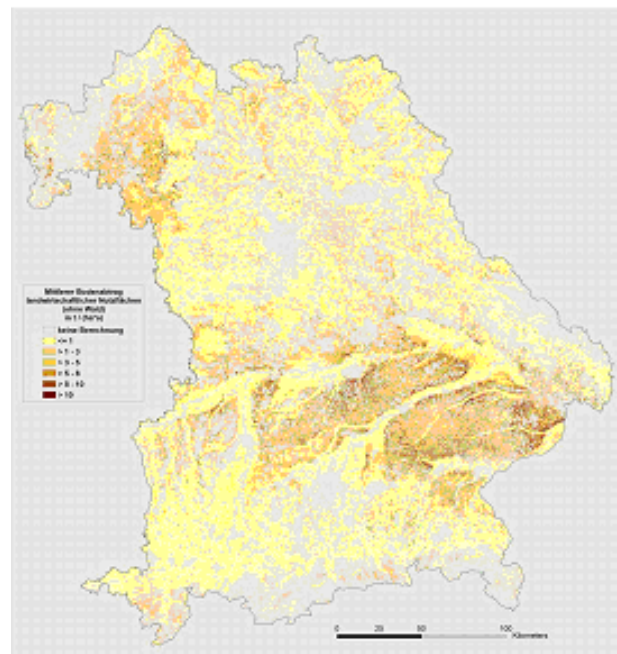 Mittlerer Bodenabtrag
landwirtschaftlicher Nutzflächen
(ohne Wald)
in t / (ha*a)
keine Berechnung
<= 1
> 1 - 3
> 3 - 5
> 5 - 8
> 8 - 10
> 10
0 25 50 100
Kilometers